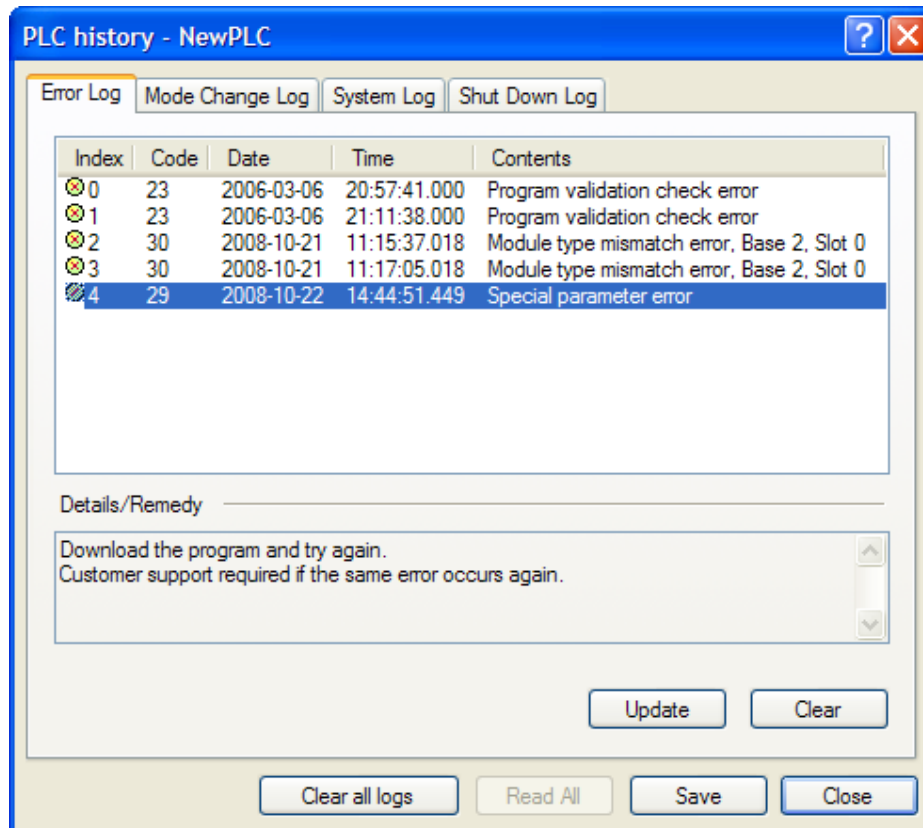 PLC history - NewPLC
Error Log Mode Change Log System Log Shut Down Log
Index Code Date Time Contents
0 23 2006-03-06 20:57:41.000 Program validation check error
1 23 2006-03-06 21:11:38.000 Program validation check error
2 30 2008-10-21 11:15:37.018 Module type mismatch error, Base 2, Slot 0
3 30 2008-10-21 11:17:05.018 Module type mismatch error, Base 2, Slot 0
4 29 2008-10-22 14:44:51.449 Special parameter error
Details/Remedy
Download the program and try again.
Customer support required if the same error occurs again.
Update Clear
Clear all logs Read All Save Close